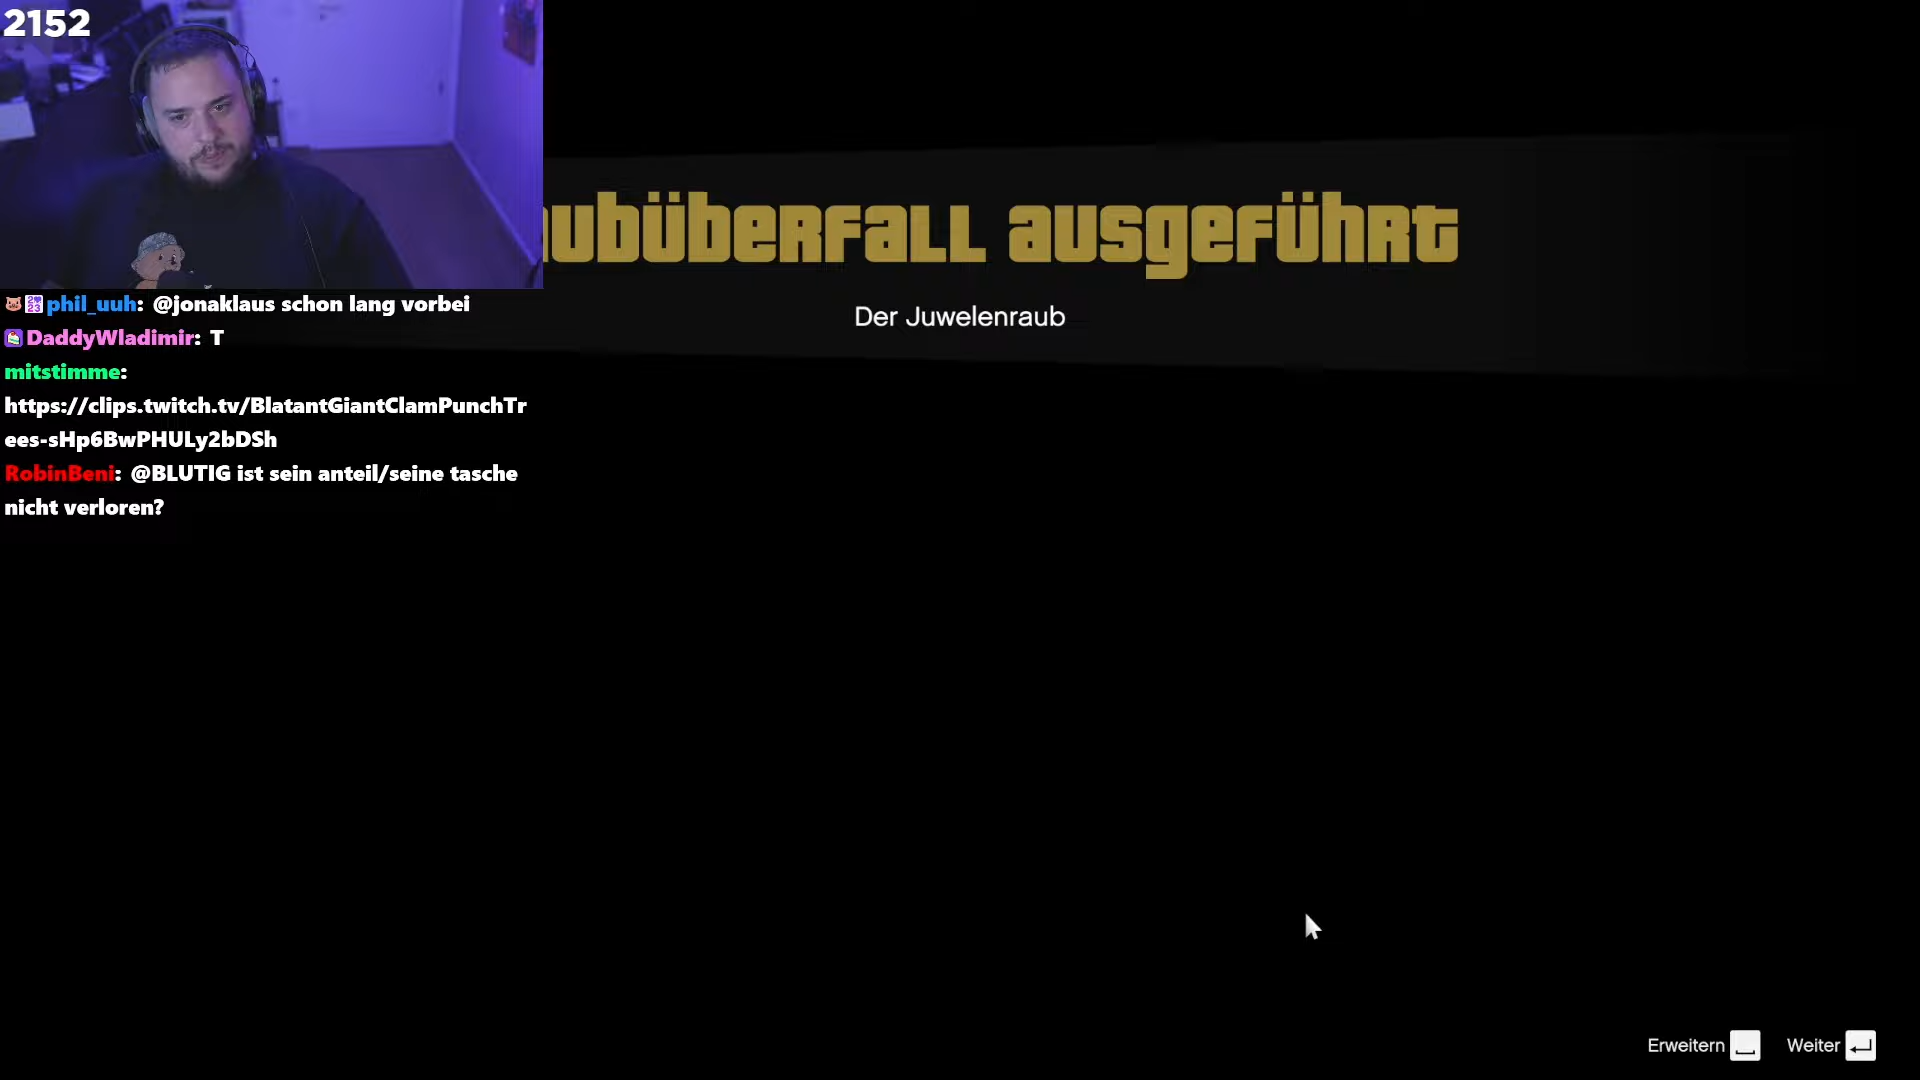 2152
ubüberfall ausgeführt
Der Juwelenraub
phil_uuh: @jonaklaus schon lang vorbei
DaddyWladimir: T
mitstimme:
https://clips.twitch.tv/BlatantGiantClamPunchTr
ees-sHp6BwPHULy2bDSh
RobinBeni: @BLUTIG ist sein anteil/seine tasche
nicht verloren?
Erweitern Weiter